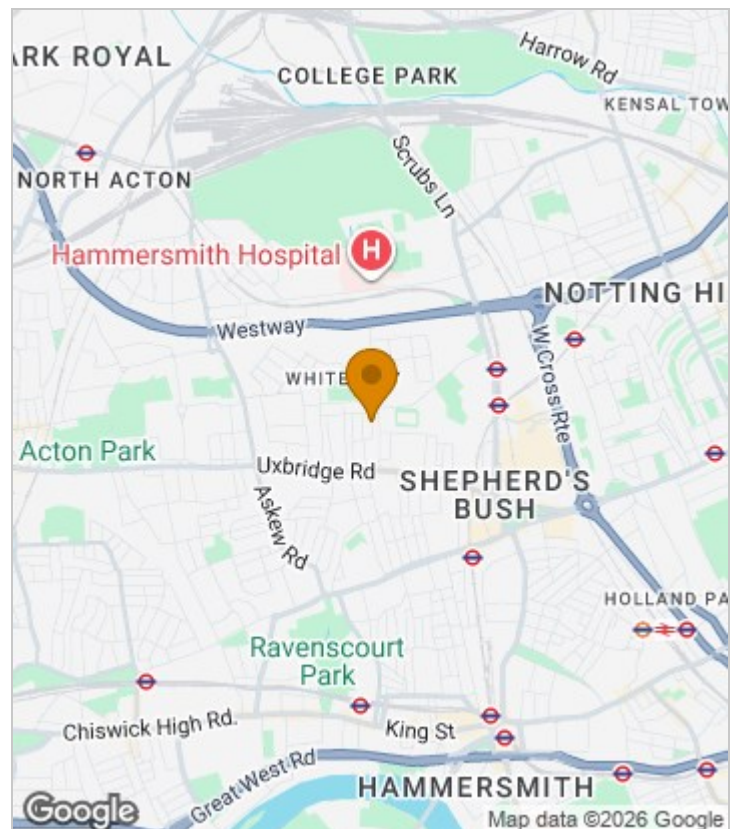 ARK ROYAL
Harrow Rd
COLLEGE PARK
KENSAL TOW
Scrubs Ln
NORTH ACTON
Hammersmith Hospital
H
NOTTING HI
Westway
W Cross Rte
WHITE
Acton Park
Uxbridge Rd
SHEPHERD'S
BUSH
Askew Rd
HOLLAND PA
Ravenscourt
Park
Chiswick High Rd.
King St
Great West Rd
HAMMERSMITH
Google
Map data ©2026 Google